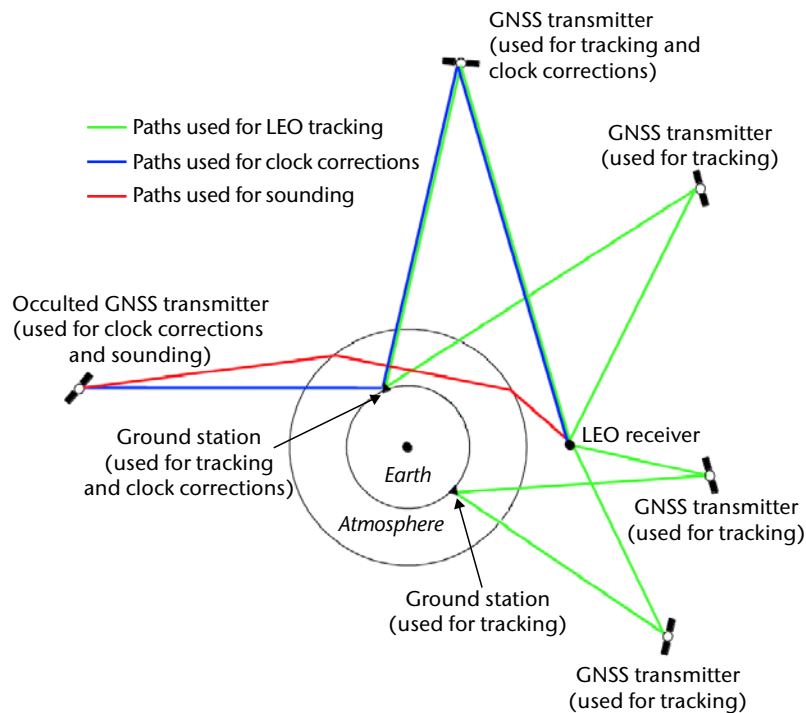 GNSS transmitter
(used for tracking and
clock corrections)
Paths used for LEO tracking
Paths used for clock corrections
Paths used for sounding
GNSS transmitter
(used for tracking)
Occulted GNSS transmitter
(used for clock corrections
and sounding)
Ground station
(used for tracking
and clock corrections)
Earth
Atmosphere
LEO receiver
GNSS transmitter
(used for tracking)
Ground station
(used for tracking)
GNSS transmitter
(used for tracking)